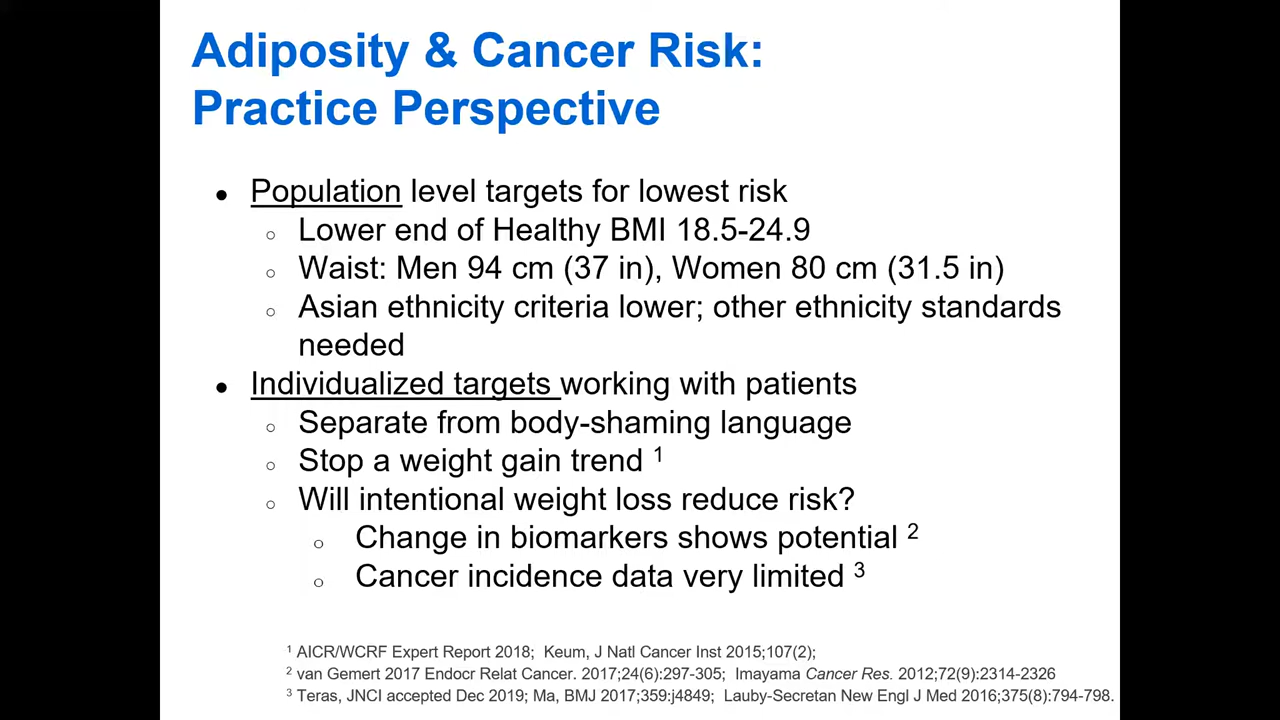 Adiposity & Cancer Risk:
Practice Perspective
● Population level targets for lowest risk
○ Lower end of Healthy BMI 18.5-24.9
○ Waist: Men 94 cm (37 in), Women 80 cm (31.5 in)
○ Asian ethnicity criteria lower; other ethnicity standards
needed
● Individualized targets working with patients
○ Separate from body-shaming language
○ Stop a weight gain trend ¹
○ Will intentional weight loss reduce risk?
○ Change in biomarkers shows potential ²
○ Cancer incidence data very limited ³
¹ AICR/WCRF Expert Report 2018; Keum, J Natl Cancer Inst 2015;107(2);
² van Gemert 2017 Endocr Relat Cancer. 2017;24(6):297-305; Imayama Cancer Res. 2012;72(9):2314-2326
³ Teras, JNCI accepted Dec 2019; Ma, BMJ 2017;359:j4849; Lauby-Secretan New Engl J Med 2016;375(8):794-798.